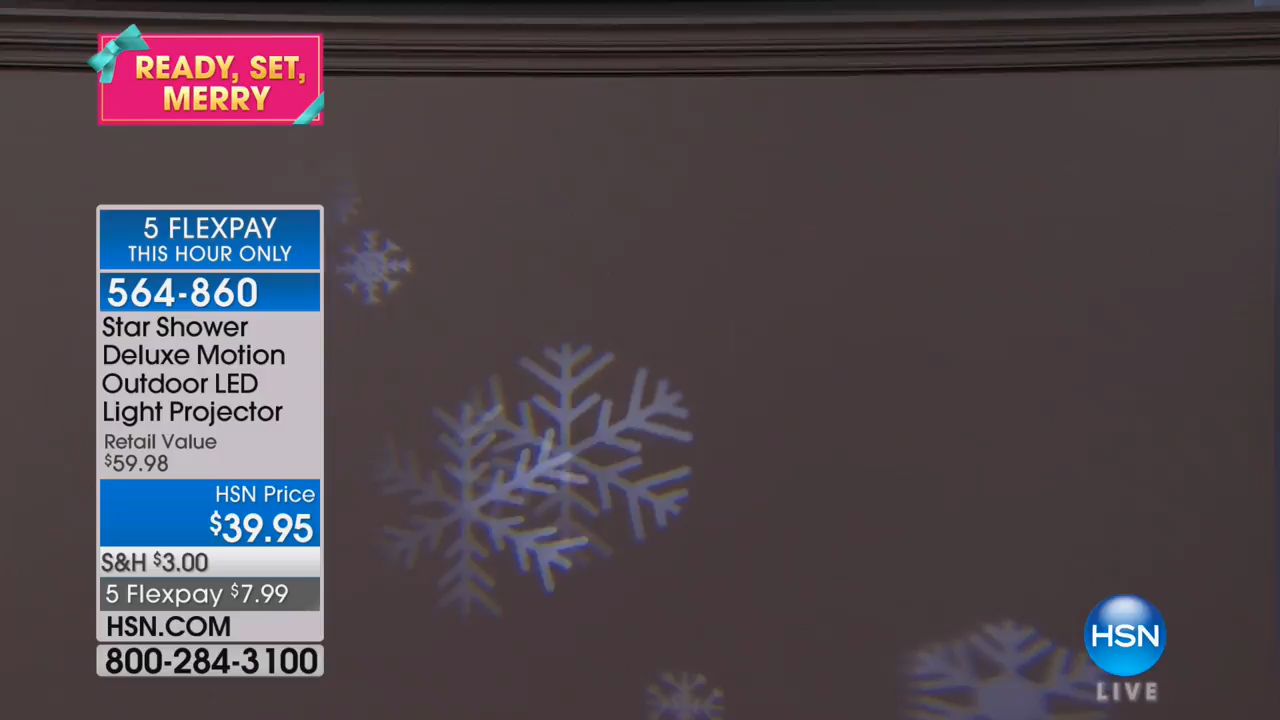 READY, SET,
MERRY
5 FLEXPAY
THIS HOUR ONLY
564-860
Star Shower
Deluxe Motion
Outdoor LED
Light Projector
Retail Value
$59.98
HSN Price
$39.95
S&H $3.00
5 Flexpay $7.99
HSN.COM
800-284-3100
HSN
LIVE